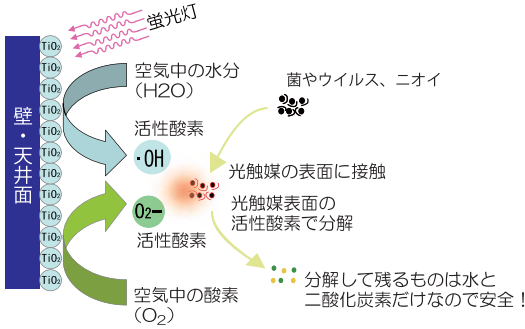 蛍光灯
TiO₂
TiO₂
TiO₂
TiO₂
TiO₂
TiO₂
TiO₂
TiO₂
TiO₂
TiO₂
TiO₂
TiO₂
壁・天井面
空気中の水分
（H2O）
活性酸素
・OH
O₂−
活性酸素
空気中の酸素
（O₂）
菌やウイルス、ニオイ
光触媒の表面に接触
光触媒表面の
活性酸素で分解
分解して残るものは水と
二酸化炭素だけなので安全！